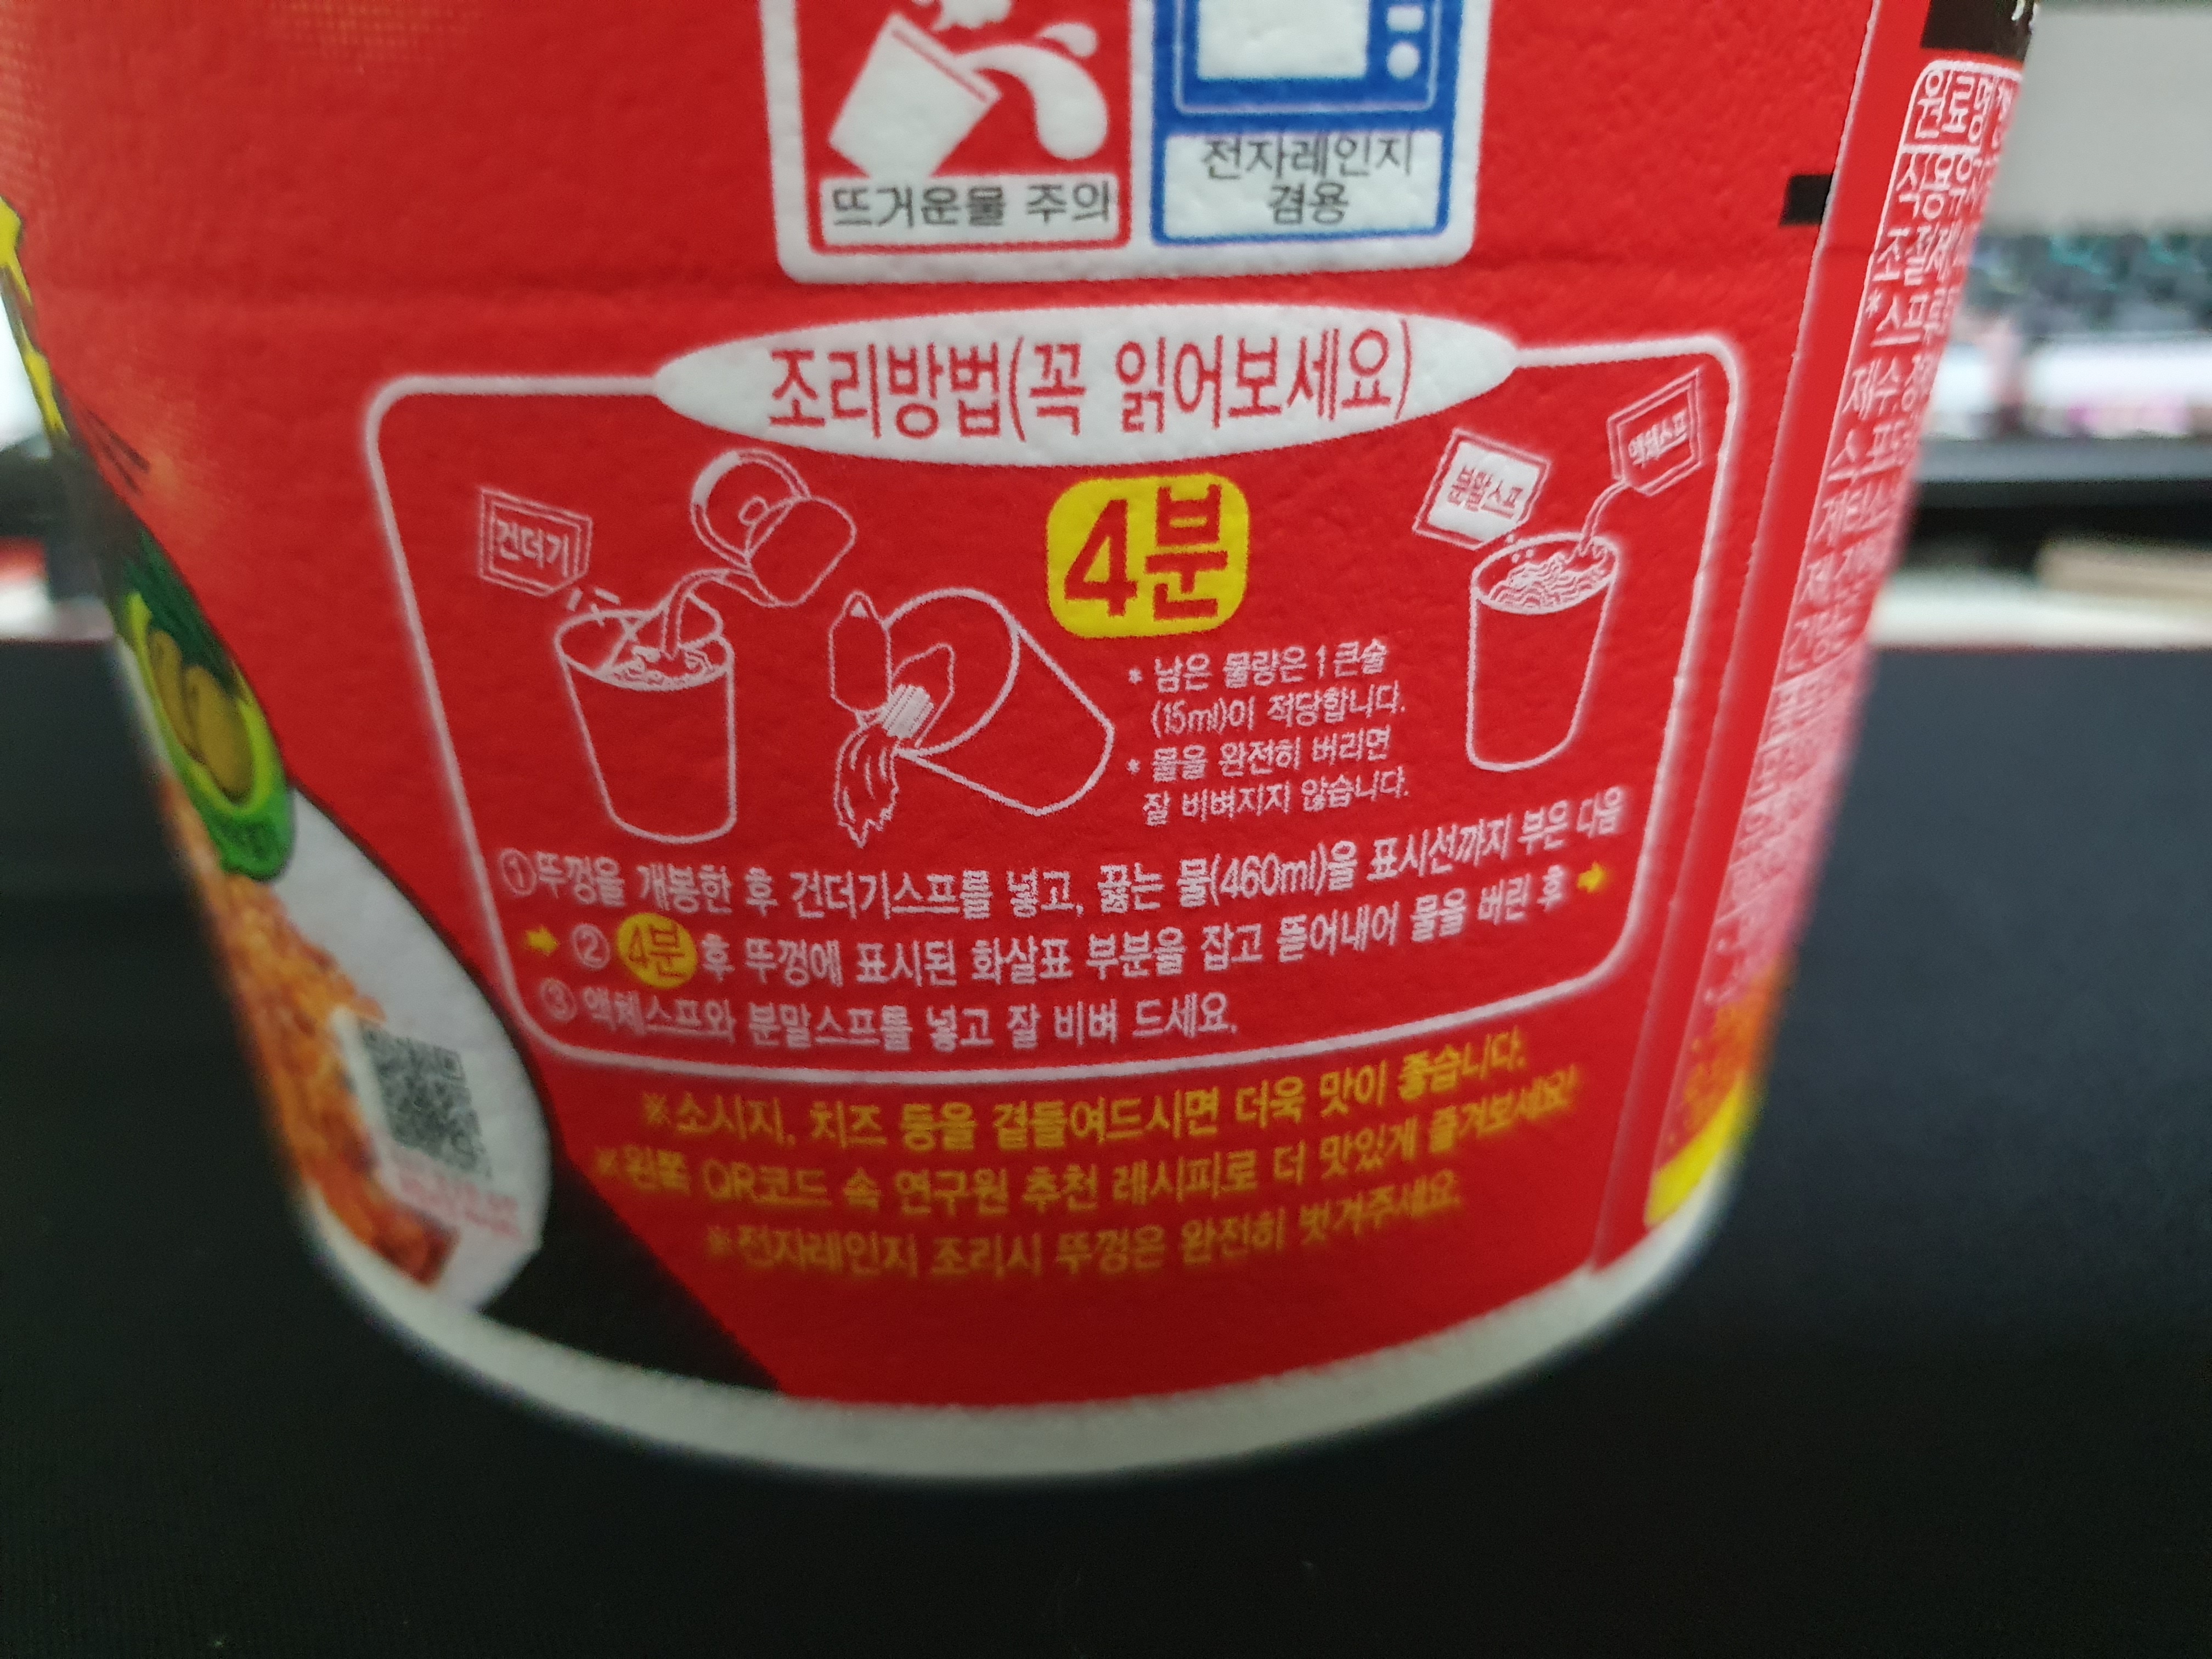 뜨거운물 주의
전자레인지
겸용
조리방법(꼭 읽어보세요)
건더기
4분
분말스프
액체스프
* 남은 물량은 1큰술
(15ml)이 적당합니다.
* 물을 완전히 버리면
잘 비벼지지 않습니다.
①뚜껑을 개봉한 후 건더기스프를 넣고, 끓는 물(460ml)을 표시선까지 부은 다음
➡ ② 4분 후 뚜껑에 표시된 화살표 부분을 잡고 뜯어내어 물을 버린 후 ➡
③ 액체스프와 분말스프를 넣고 잘 비벼 드세요.
※소시지, 치즈 등을 곁들여드시면 더욱 맛이 좋습니다.
※왼쪽 QR코드 속 연구원 추천 레시피로 더 맛있게 즐겨보세요!
※전자레인지 조리시 뚜껑은 완전히 벗겨주세요.
원료명